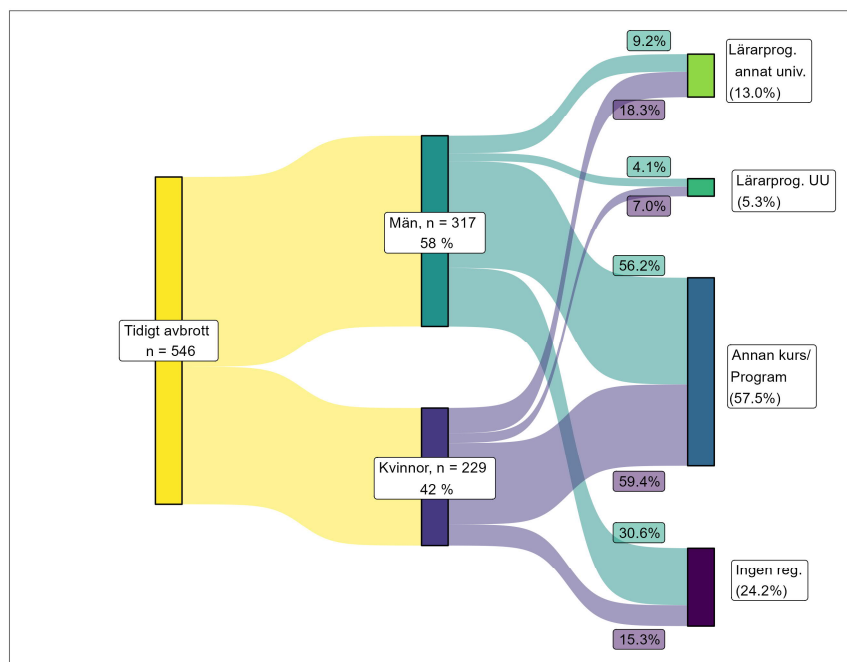 Tidigt avbrott
n = 546
Män, n = 317
58 %
Kvinnor, n = 229
42 %
9.2%
Lärarprog.
annat univ.
(13.0%)
18.3%
4.1%
Lärarprog. UU
(5.3%)
7.0%
56.2%
Annan kurs/
Program
(57.5%)
59.4%
30.6%
Ingen reg.
(24.2%)
15.3%